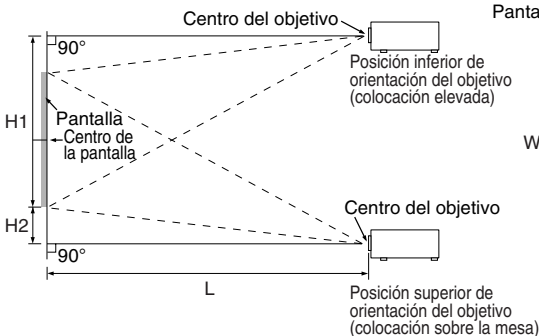 Centro del objetivo
Panta
90°
Posición inferior de
orientación del objetivo
(colocación elevada)
H1
Pantalla
Centro de
la pantalla
W
H2
Centro del objetivo
90°
L
Posición superior de
orientación del objetivo
(colocación sobre la mesa)